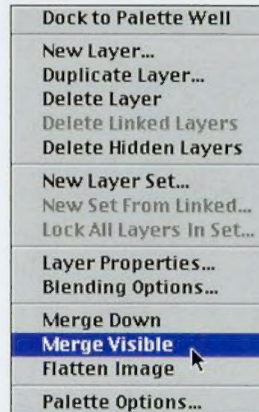 Dock to Palette Well
New Layer...
Duplicate Layer...
Delete Layer
Delete Linked Layers
Delete Hidden Layers
New Layer Set...
New Set From Linked...
Lock All Layers In Set...
Layer Properties...
Blending Options...
Merge Down
Merge Visible
Flatten Image
Palette Options...